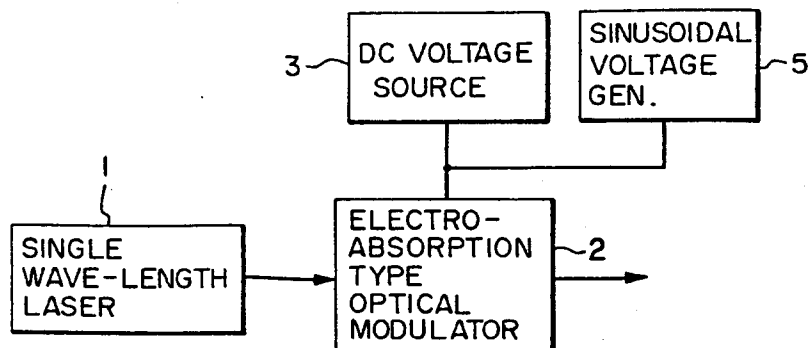 3
DC VOLTAGE
SOURCE
SINUSOIDAL
VOLTAGE
GEN.
5
1
SINGLE
WAVE-LENGTH
LASER
ELECTRO-
ABSORPTION
TYPE
OPTICAL
MODULATOR
2